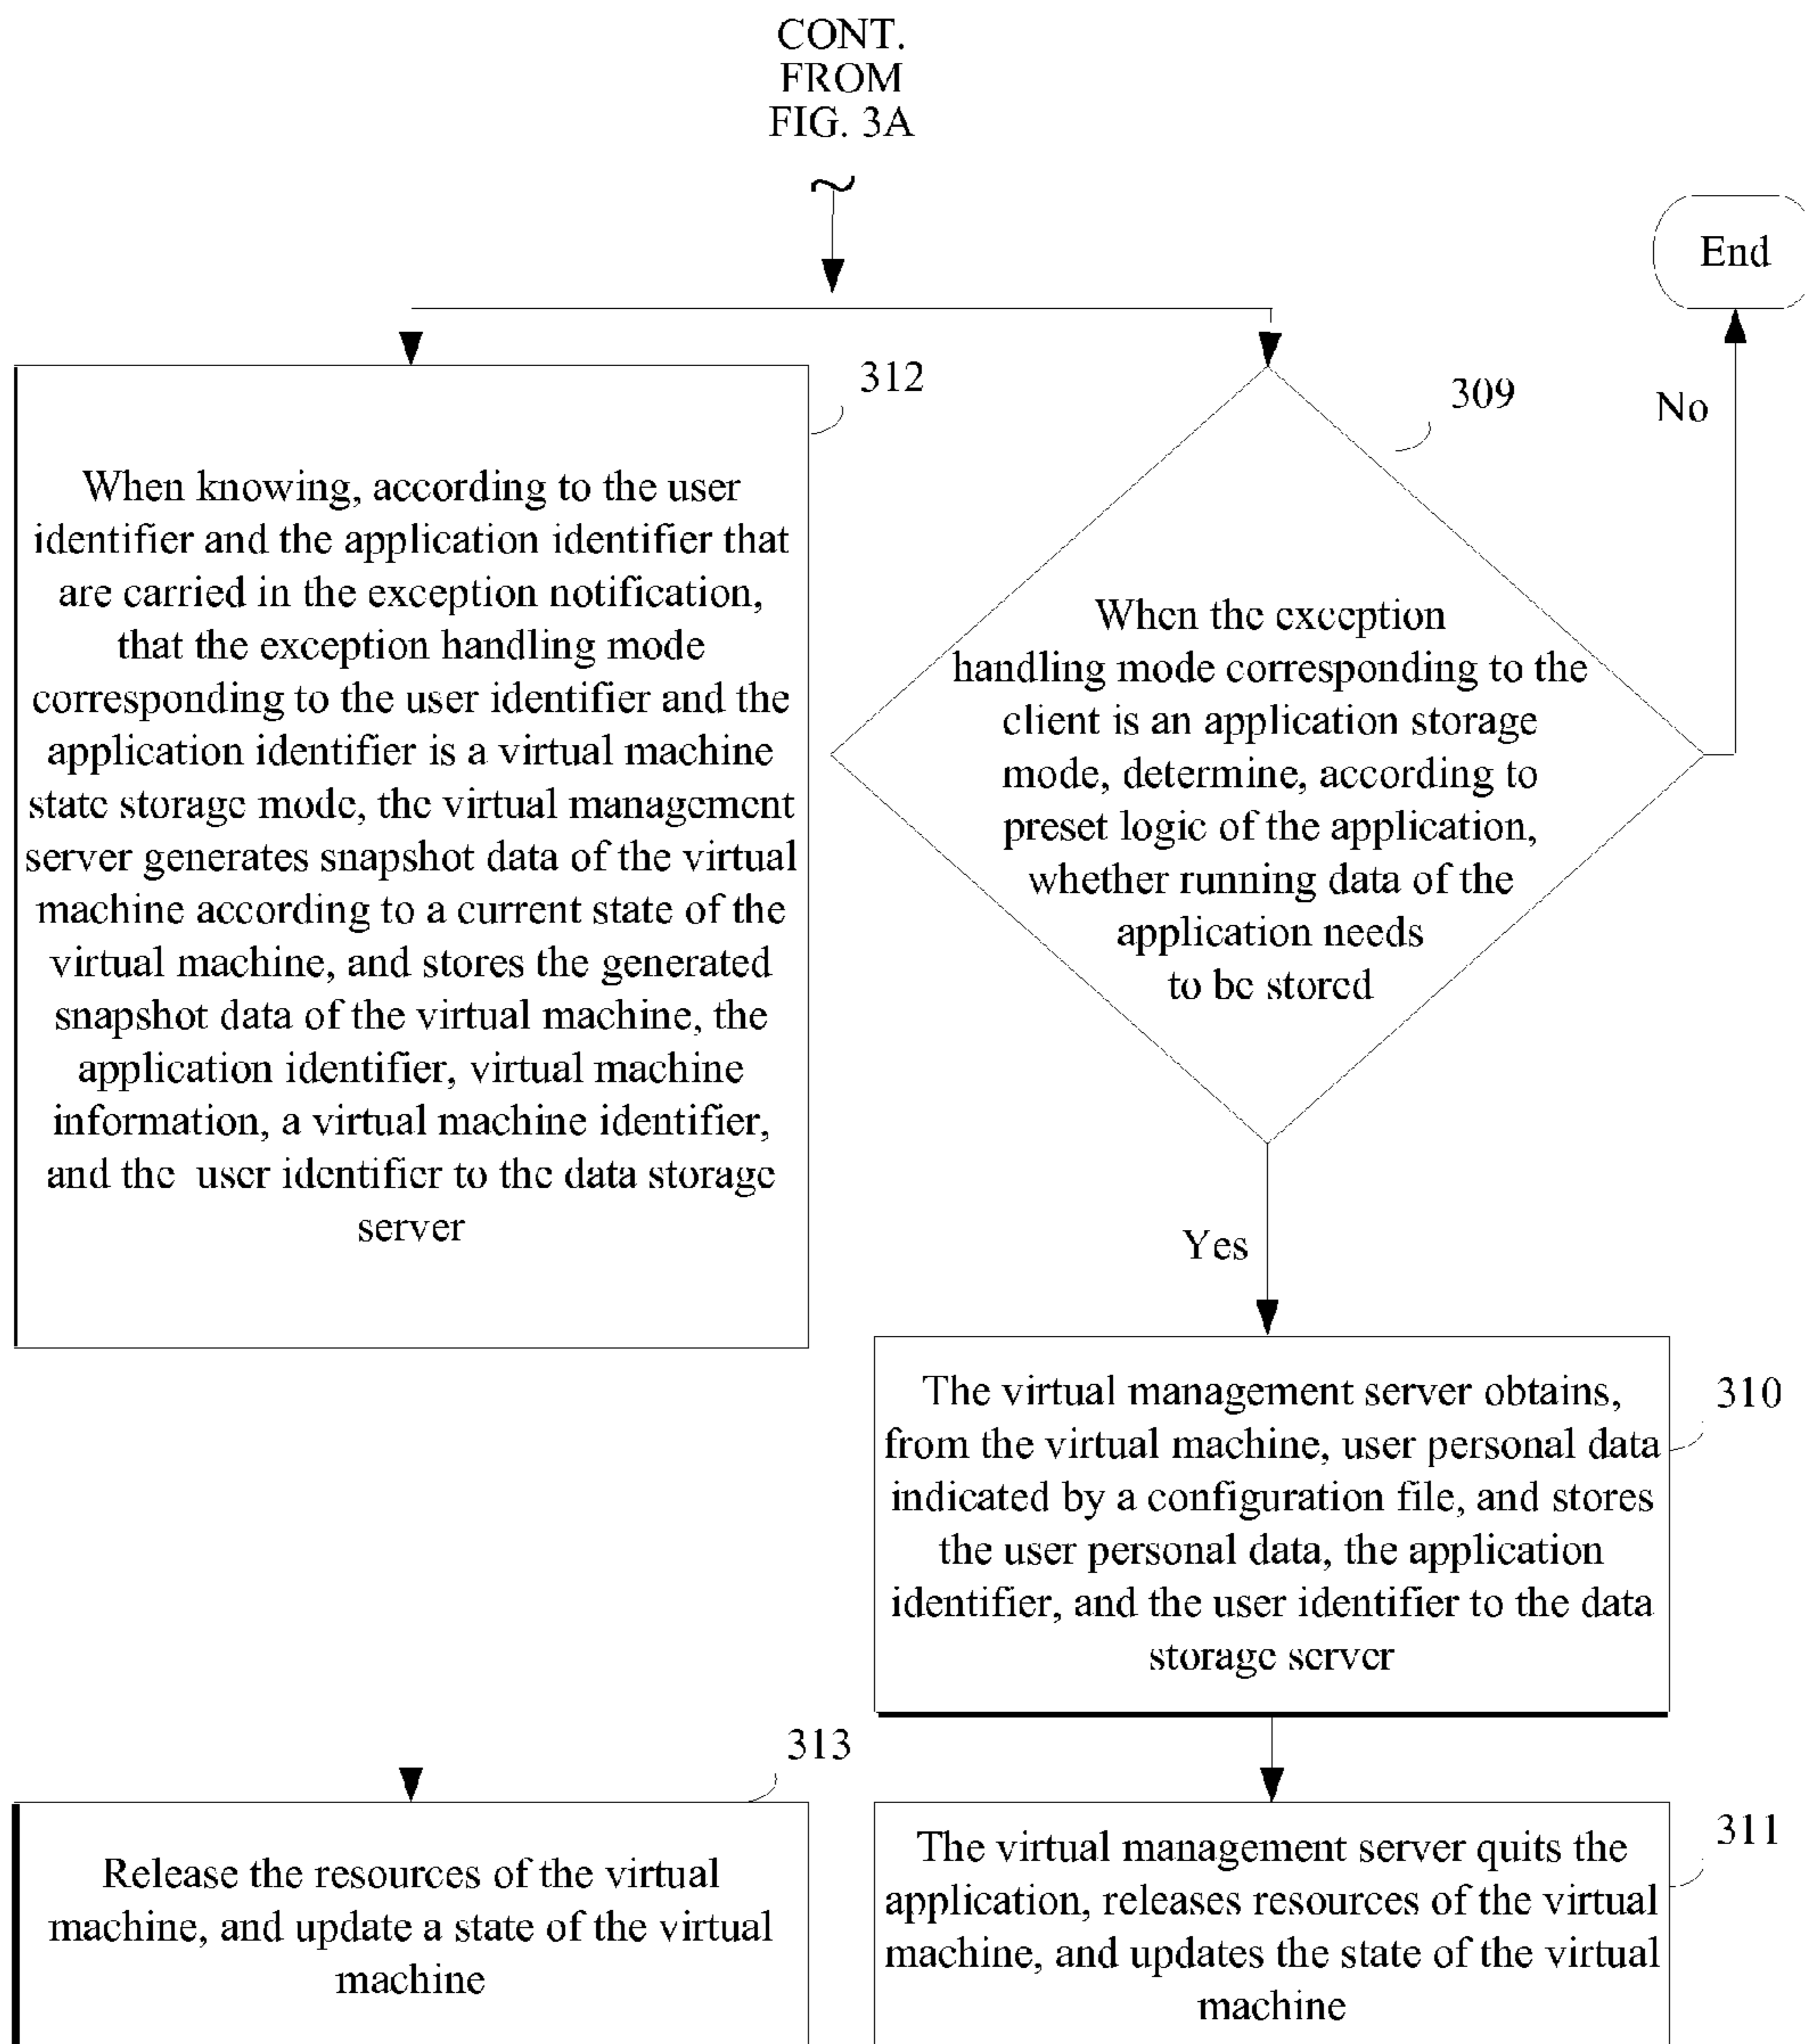 CONT.
FROM
FIG. 3A
End
No
312
When knowing, according to the user
identifier and the application identifier that
are carried in the exception notification,
that the exception handling mode
corresponding to the user identifier and the
application identifier is a virtual machine
state storage mode, the virtual management
server generates snapshot data of the virtual
machine according to a current state of the
virtual machine, and stores the generated
snapshot data of the virtual machine, the
application identifier, virtual machine
information, a virtual machine identifier,
and the user identifier to the data storage
server
309
When the exception
handling mode corresponding to the
client is an application storage
mode, determine, according to
preset logic of the application,
whether running data of the
application needs
to be stored
Yes
310
The virtual management server obtains,
from the virtual machine, user personal data
indicated by a configuration file, and stores
the user personal data, the application
identifier, and the user identifier to the data
storage server
313
Release the resources of the virtual
machine, and update a state of the virtual
machine
311
The virtual management server quits the
application, releases resources of the virtual
machine, and updates the state of the virtual
machine